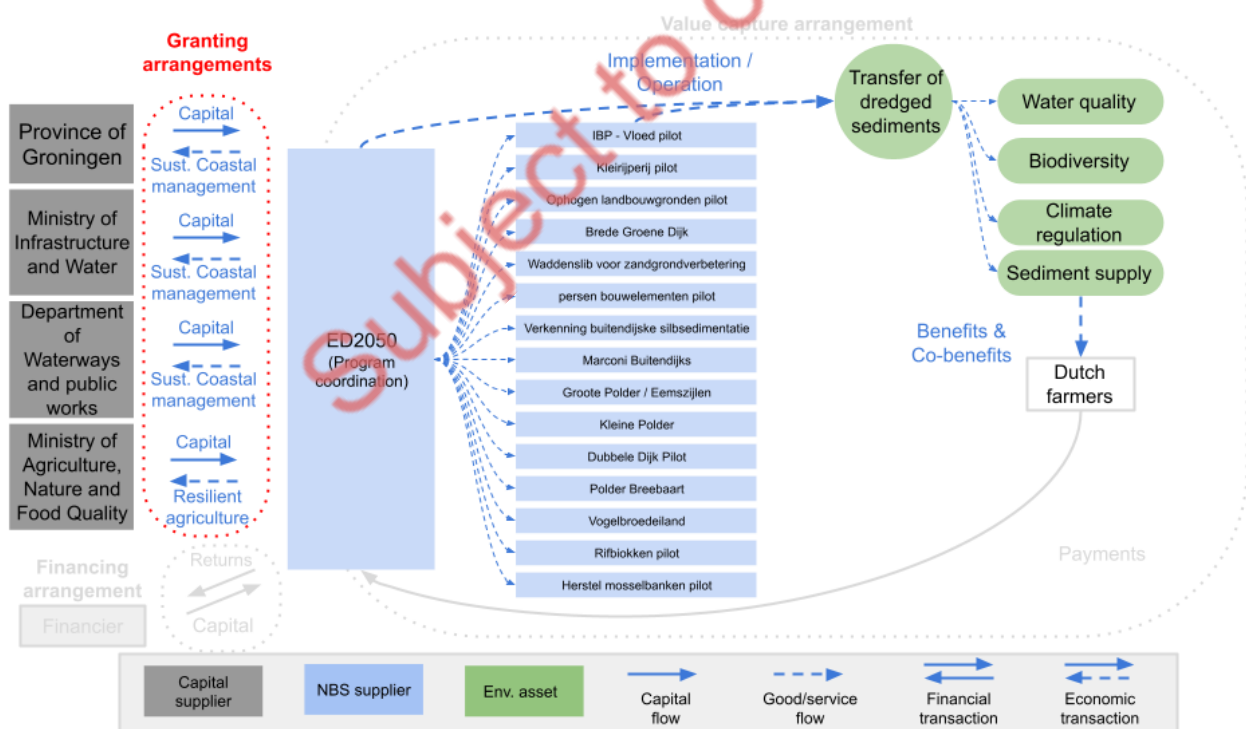 Value capture arrangement
Granting
arrangements
Implementation /
Operation
Transfer of
dredged
sediments
Water quality
Biodiversity
Climate
regulation
Sediment supply
Benefits &
Co-benefits
Dutch
farmers
Payments
Province of
Groningen
Capital
Sust. Coastal
management
Ministry of
Infrastructure
and Water
Capital
Sust. Coastal
management
Department
of
Waterways
and public
works
Capital
Sust. Coastal
management
Ministry of
Agriculture,
Nature and
Food Quality
Capital
Resilient
agriculture
ED2050
(Program
coordination)
IBP - Vloed pilot
Kleirijperij pilot
Ophogen landbouwgronden pilot
Brede Groene Dijk
Waddenslib voor zandgrondverbetering
persen bouwelementen pilot
Verkenning buitendijske silbsedimentatie
Marconi Buitendijks
Groote Polder / Eemszijlen
Kleine Polder
Dubbele Dijk Pilot
Polder Breebaart
Vogelbroedeiland
Rifbiokken pilot
Herstel mosselbanken pilot
Financing
arrangement
Financier
Returns
Capital
Capital
supplier
NBS supplier
Env. asset
Capital
flow
Good/service
flow
Financial
transaction
Economic
transaction
Subject to